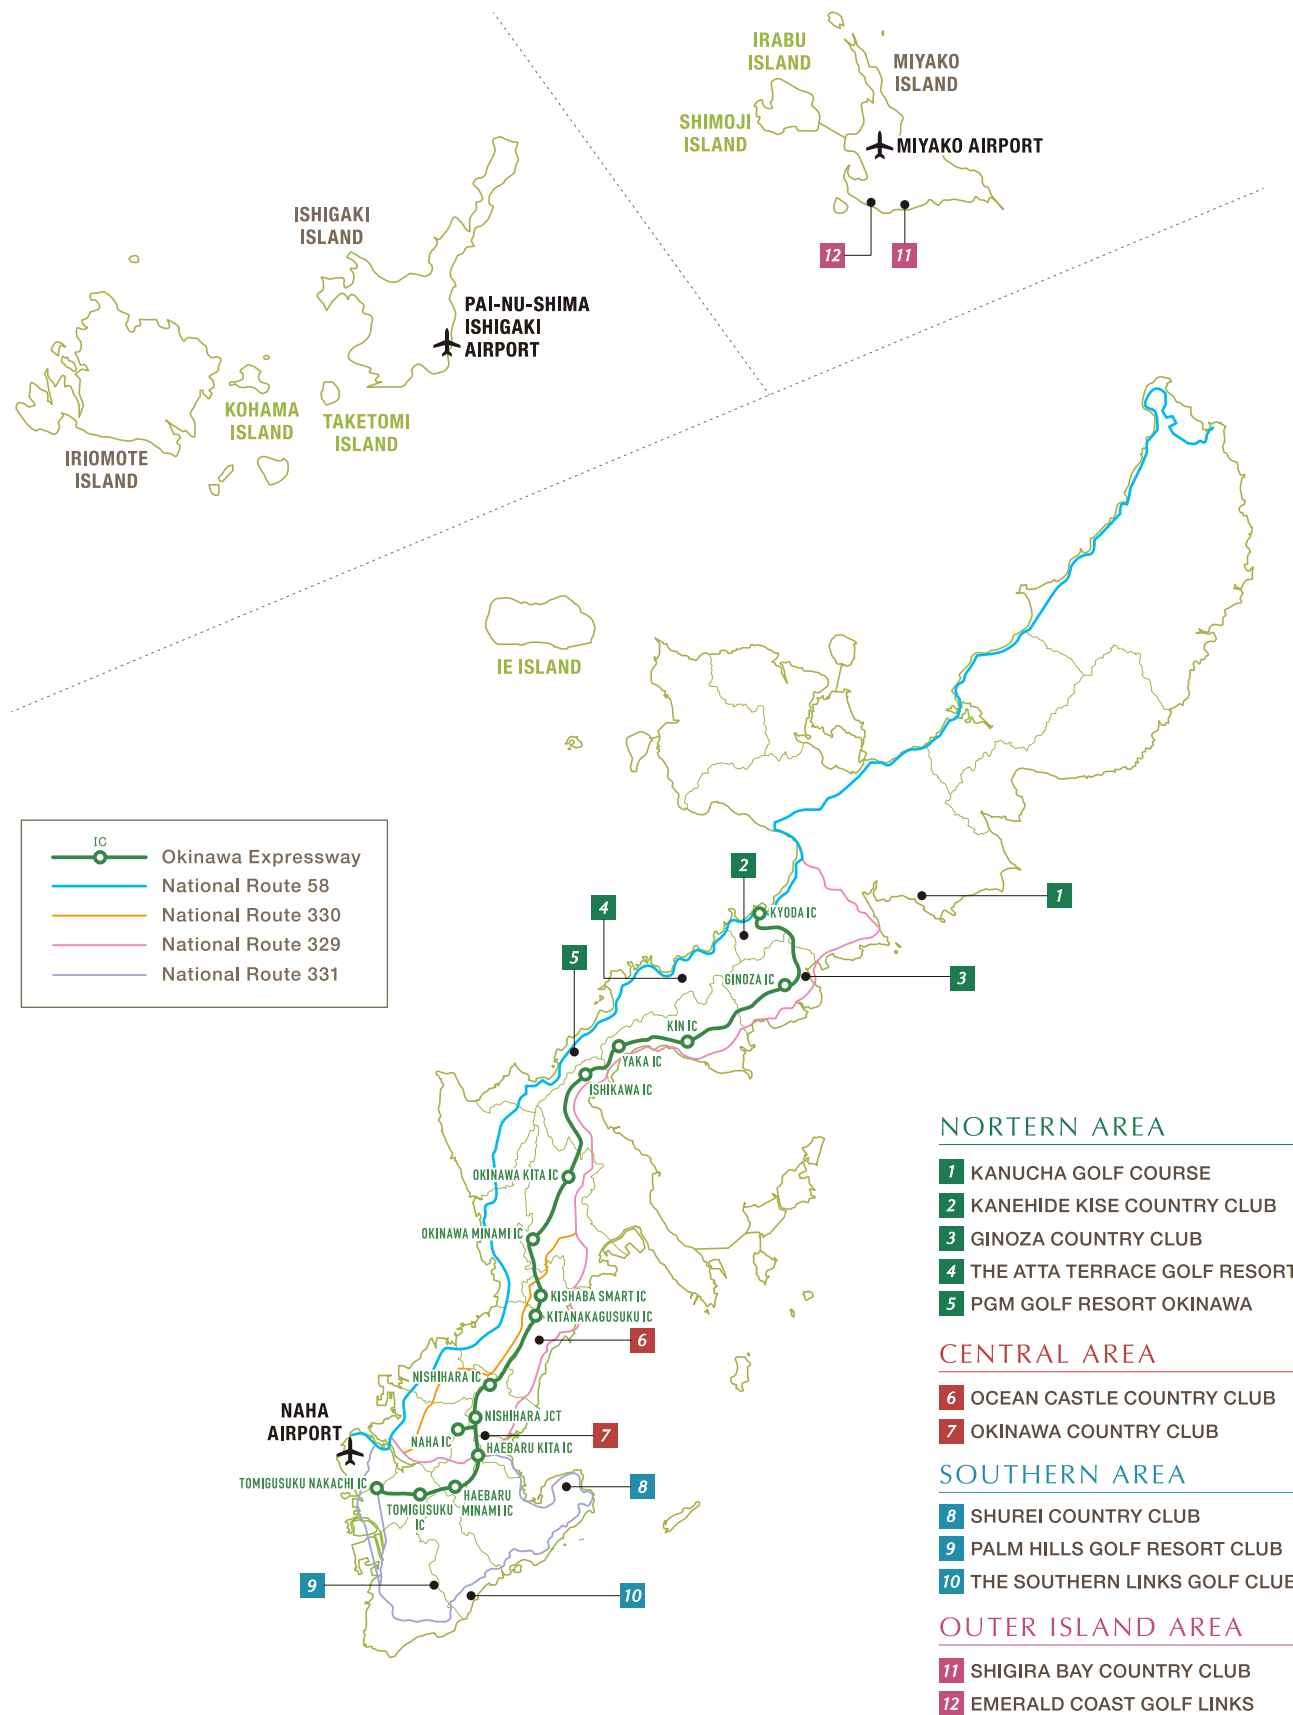 IRABU
ISLAND
MIYAKO
ISLAND
SHIMOJI
ISLAND
MIYAKO AIRPORT
12
11
ISHIGAKI
ISLAND
PAI-NU-SHIMA
ISHIGAKI
AIRPORT
KOHAMA
ISLAND
TAKETOMI
ISLAND
IRIOMOTE
ISLAND
IE ISLAND
IC
Okinawa Expressway
National Route 58
National Route 330
National Route 329
National Route 331
2
1
4
KYODA IC
5
GINOZA IC
3
KIN IC
YAKA IC
ISHIKAWA IC
OKINAWA KITA IC
OKINAWA MINAMI IC
KISHABA SMART IC
KITANAKAGUSUKU IC
6
NISHIHARA IC
NAHA
AIRPORT
NISHIHARA JCT
NAHA IC
7
HAEBARU KITA IC
TOMIGUSUKU NAKACHI IC
8
HAEBARU
MINAMI IC
TOMIGUSUKU
IC
9
10
NORTERN AREA
1 KANUCHA GOLF COURSE
2 KANEHIDE KISE COUNTRY CLUB
3 GINOZA COUNTRY CLUB
4 THE ATTA TERRACE GOLF RESORT
5 PGM GOLF RESORT OKINAWA
CENTRAL AREA
6 OCEAN CASTLE COUNTRY CLUB
7 OKINAWA COUNTRY CLUB
SOUTHERN AREA
8 SHUREI COUNTRY CLUB
9 PALM HILLS GOLF RESORT CLUB
10 THE SOUTHERN LINKS GOLF CLUB
OUTER ISLAND AREA
11 SHIGIRA BAY COUNTRY CLUB
12 EMERALD COAST GOLF LINKS